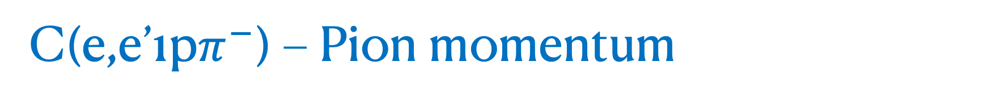 C(e,e’1pπ⁻) – Pion momentum